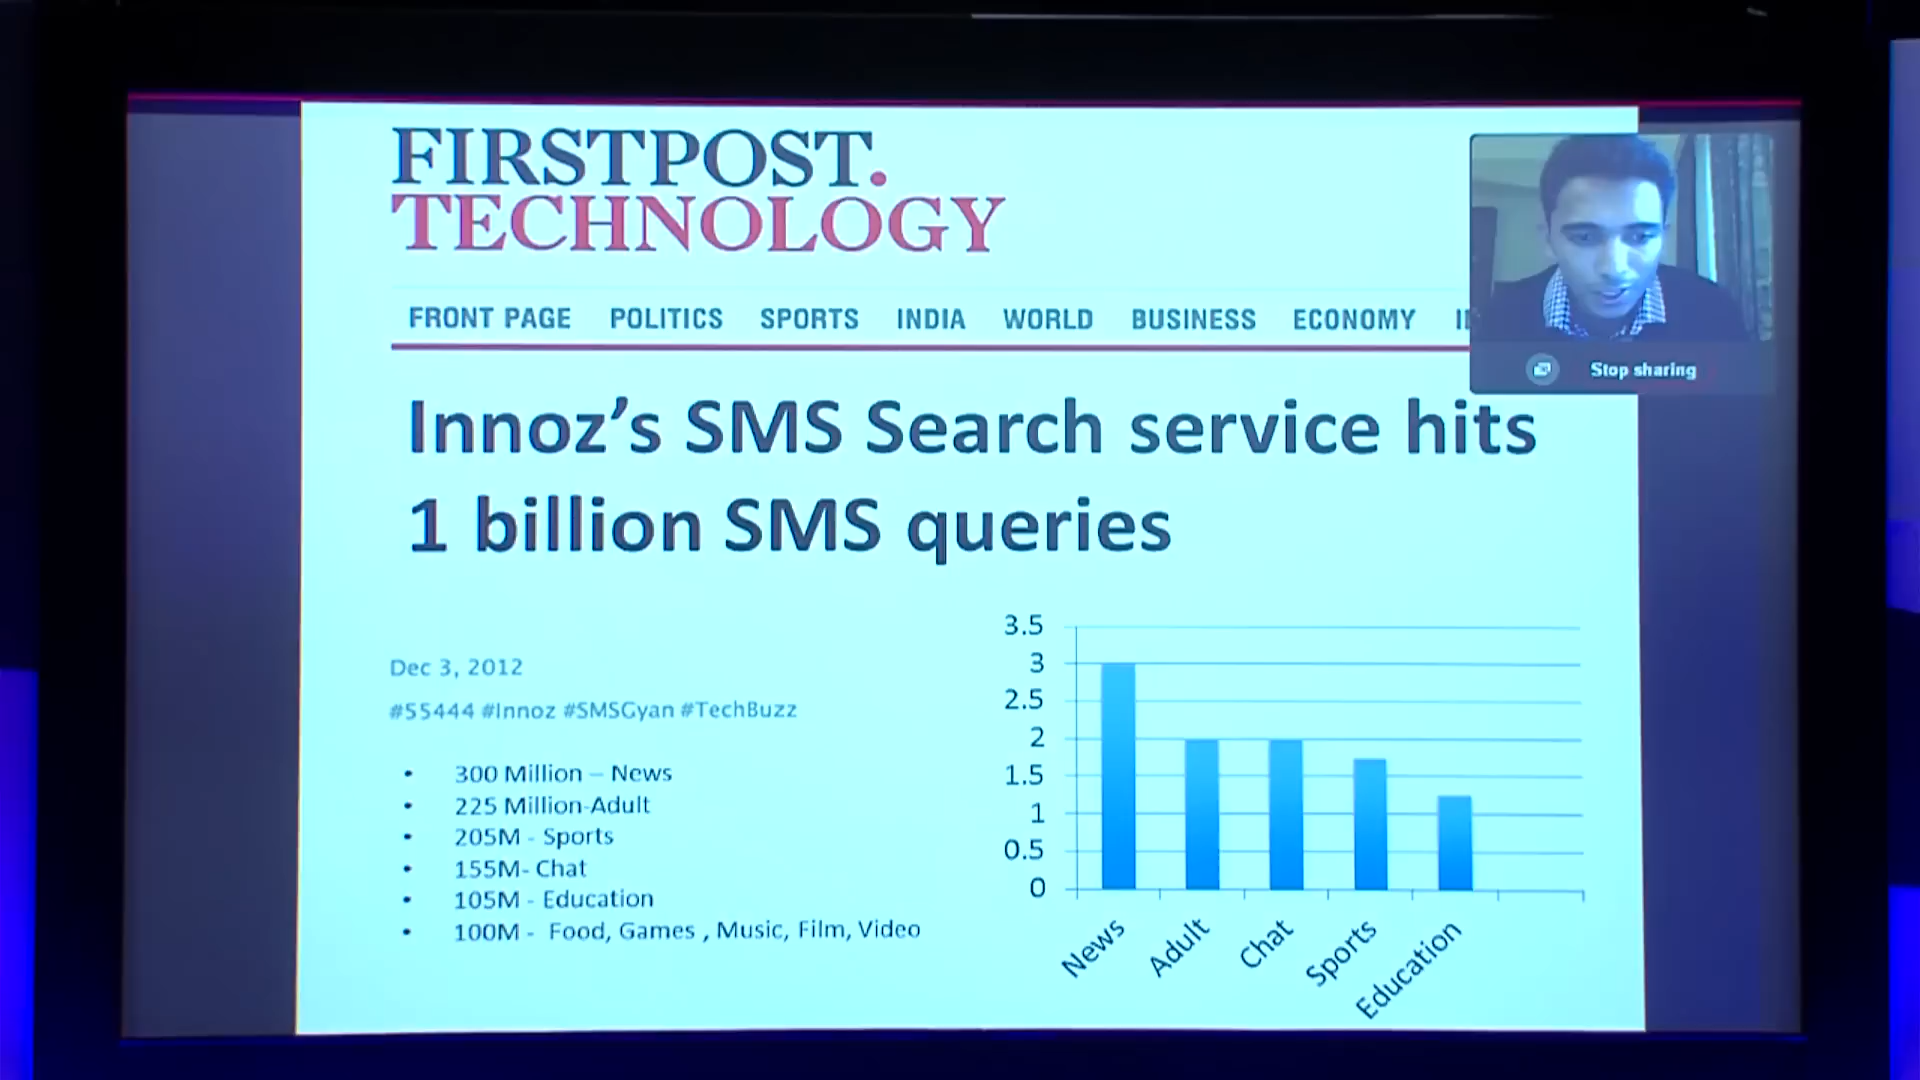 FIRSTPOST.
TECHNOLOGY
FRONT PAGE POLITICS SPORTS INDIA WORLD BUSINESS ECONOMY
Stop sharing
Innoz’s SMS Search service hits
1 billion SMS queries
Dec 3, 2012
#55444 #Innoz #SMSGyan #TechBuzz
• 300 Million – News
• 225 Million-Adult
• 205M - Sports
• 155M- Chat
• 105M - Education
• 100M - Food, Games , Music, Film, Video
3.5
3
2.5
2
1.5
1
0.5
0
News Adult Chat Sports Education